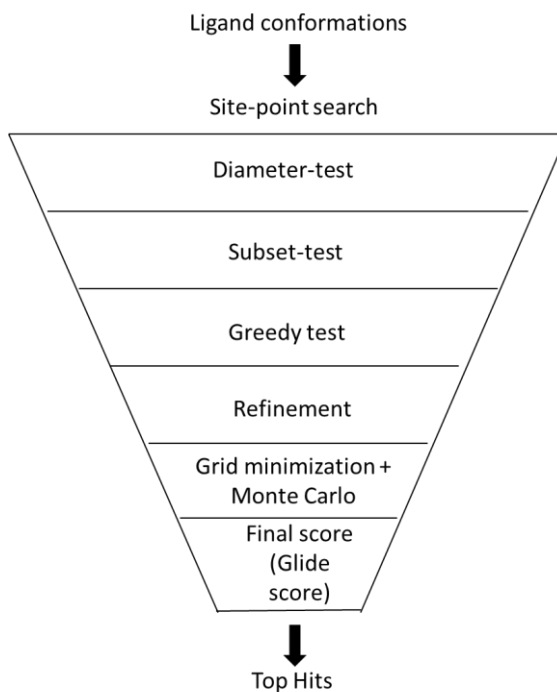 Ligand conformations
Site-point search
Diameter-test
Subset-test
Greedy test
Refinement
Grid minimization +
Monte Carlo
Final score
(Glide
score)
Top Hits